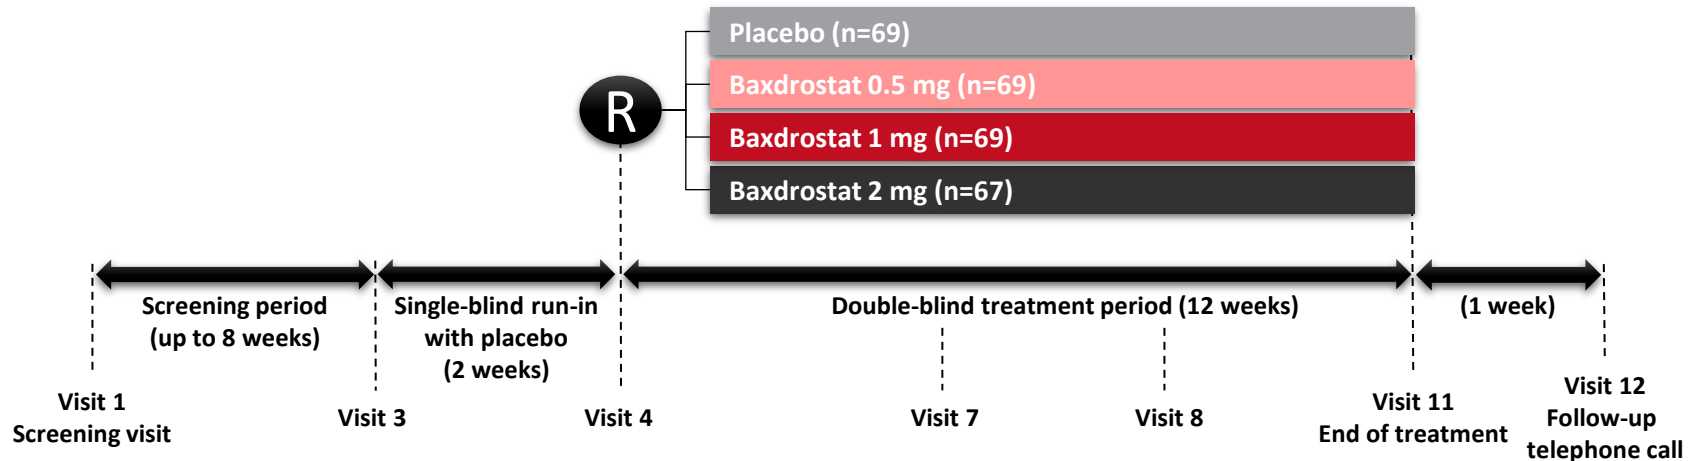 Placebo (n=69)
Baxdrostat 0.5 mg (n=69)
R
Baxdrostat 1 mg (n=69)
Baxdrostat 2 mg (n=67)
Screening period
(up to 8 weeks)
Single-blind run-in
with placebo
(2 weeks)
Double-blind treatment period (12 weeks)
(1 week)
Visit 1
Screening visit
Visit 3
Visit 4
Visit 7
Visit 8
Visit 11
End of treatment
Visit 12
Follow-up
telephone call